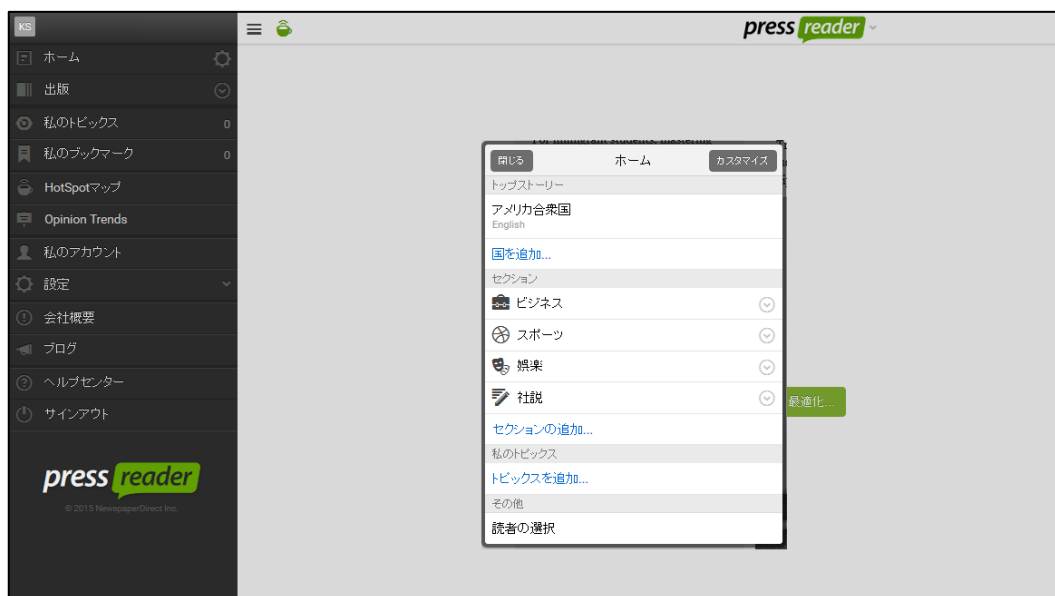 KS
ホーム
出版
私のトピックス 0
私のブックマーク 0
HotSpotマップ
Opinion Trends
私のアカウント
設定
会社概要
ブログ
ヘルプセンター
サインアウト
press reader
© 2015 NewspaperDirect Inc.
press reader
閉じる ホーム カスタマイズ
トップストーリー
アメリカ合衆国
English
国を追加...
セクション
ビジネス
スポーツ
娯楽
社説
セクションの追加...
私のトピックス
トピックスを追加...
その他
読者の選択
最適化...